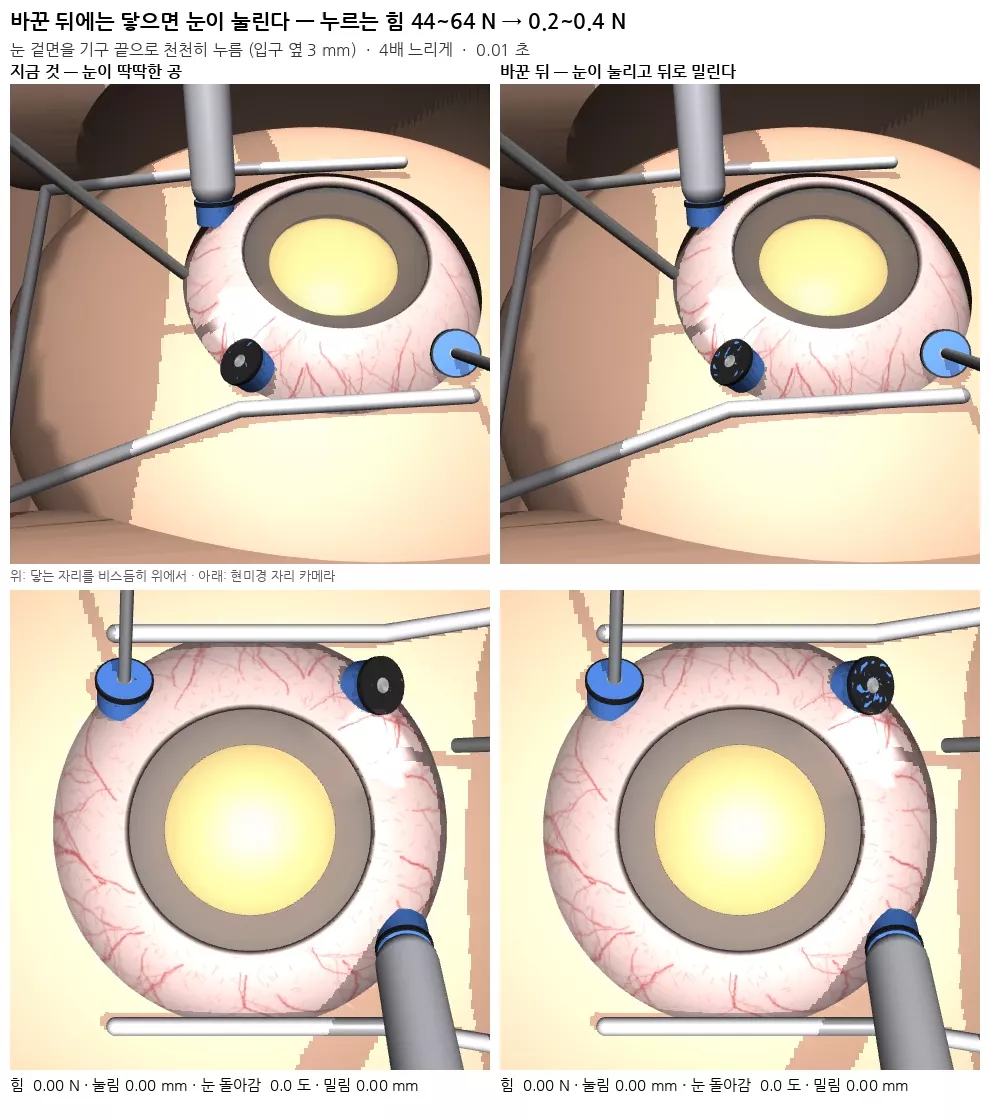 바꾼 뒤에는 닿으면 눈이 눌린다 — 누르는 힘 44~64 N → 0.2~0.4 N
눈 겉면을 기구 끝으로 천천히 누름 (입구 옆 3 mm) · 4배 느리게 · 0.01 초
지금 것 — 눈이 딱딱한 공
바꾼 뒤 — 눈이 눌리고 뒤로 밀린다
위: 닿는 자리를 비스듬히 위에서 · 아래: 현미경 자리 카메라
힘 0.00 N · 눌림 0.00 mm · 눈 돌아감 0.0 도 · 밀림 0.00 mm
힘 0.00 N · 눌림 0.00 mm · 눈 돌아감 0.0 도 · 밀림 0.00 mm